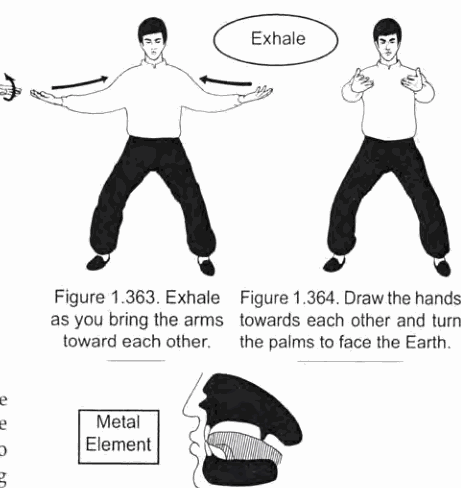 Exhale
Figure 1.363. Exhale
as you bring the arms
toward each other.
Figure 1.364. Draw the hands
towards each other and turn
the palms to face the Earth.
e
e
o
g
Metal
Element